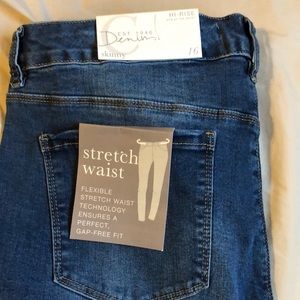 C
EST. 1946
Denim
skinny
HI-RISE
16
stretch
waist
FLEXIBLE
STRETCH WAIST
TECHNOLOGY
ENSURES A
PERFECT,
GAP-FREE FIT